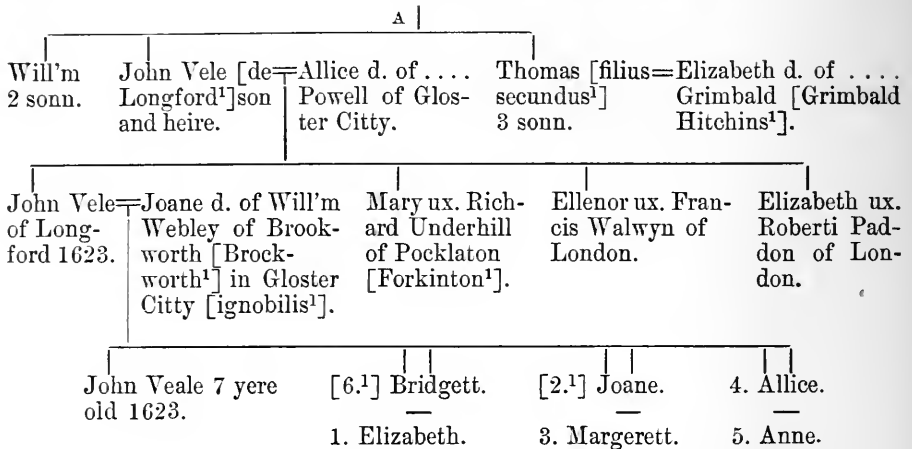 A
Will'm
2 sonn.
John Vele [de
Longford¹]son
and heire.
Allice d. of ....
Powell of Glos-
ter Citty.
Thomas [filius
secundus¹]
3 sonn.
Elizabeth d. of ....
Grimbald [Grimbald
Hitchins¹].
John Vele
of Long-
ford 1623.
Joane d. of Will'm
Webley of Brook-
worth [Brock-
worth¹] in Gloster
Citty [ignobilis¹].
Mary ux. Rich-
ard Underhill
of Pocklaton
[Forkinton¹].
Ellenor ux. Fran-
cis Walwyn of
London.
Elizabeth ux.
Roberti Pad-
don of Lon-
don.
John Veale 7 yere
old 1623.
[6.¹] Bridgett.
1. Elizabeth.
[2.¹] Joane.
3. Margerett.
4. Allice.
5. Anne.